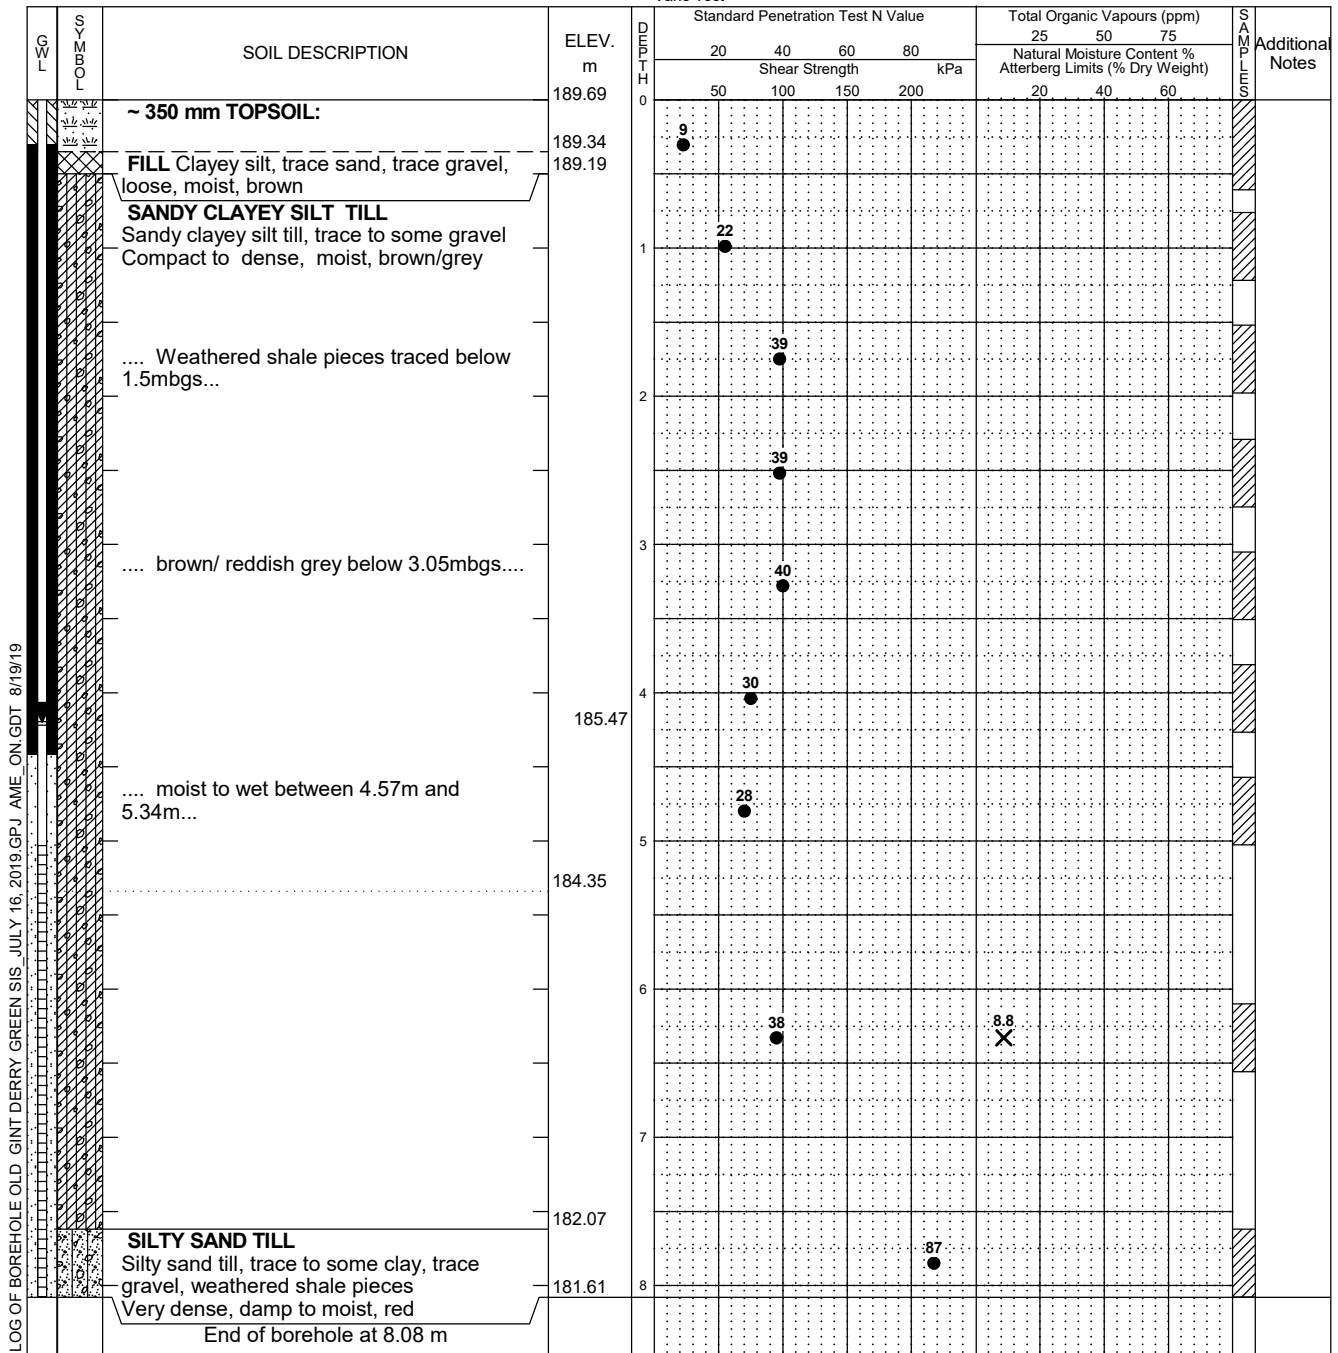 Standard Penetration Test N Value
Total Organic Vapours (ppm)
GWL
SYMBOL
SOIL DESCRIPTION
ELEV.
m
DEPTH
20 40 60 80
25 50 75
Natural Moisture Content %
Atterberg Limits (% Dry Weight)
Shear Strength kPa
50 100 150 200
20 40 60
SAMPLES
Additional
Notes
189.69
0
~ 350 mm TOPSOIL:
9
189.34
FILL Clayey silt, trace sand, trace gravel,
189.19
loose, moist, brown
SANDY CLAYEY SILT TILL
Sandy clayey silt till, trace to some gravel
22
Compact to dense, moist, brown/grey
1
.... Weathered shale pieces traced below
39
1.5mbgs...
2
39
3
.... brown/ reddish grey below 3.05mbgs....
40
30
4
185.47
.... moist to wet between 4.57m and
28
5.34m...
5
184.35
6
38
8.8
7
182.07
SILTY SAND TILL
87
Silty sand till, trace to some clay, trace
gravel, weathered shale pieces
181.61
8
Very dense, damp to moist, red
End of borehole at 8.08 m
LOG OF BOREHOLE OLD GINT DERRY GREEN SIS_JULY 16, 2019.GPJ AME_ON.GDT 8/19/19